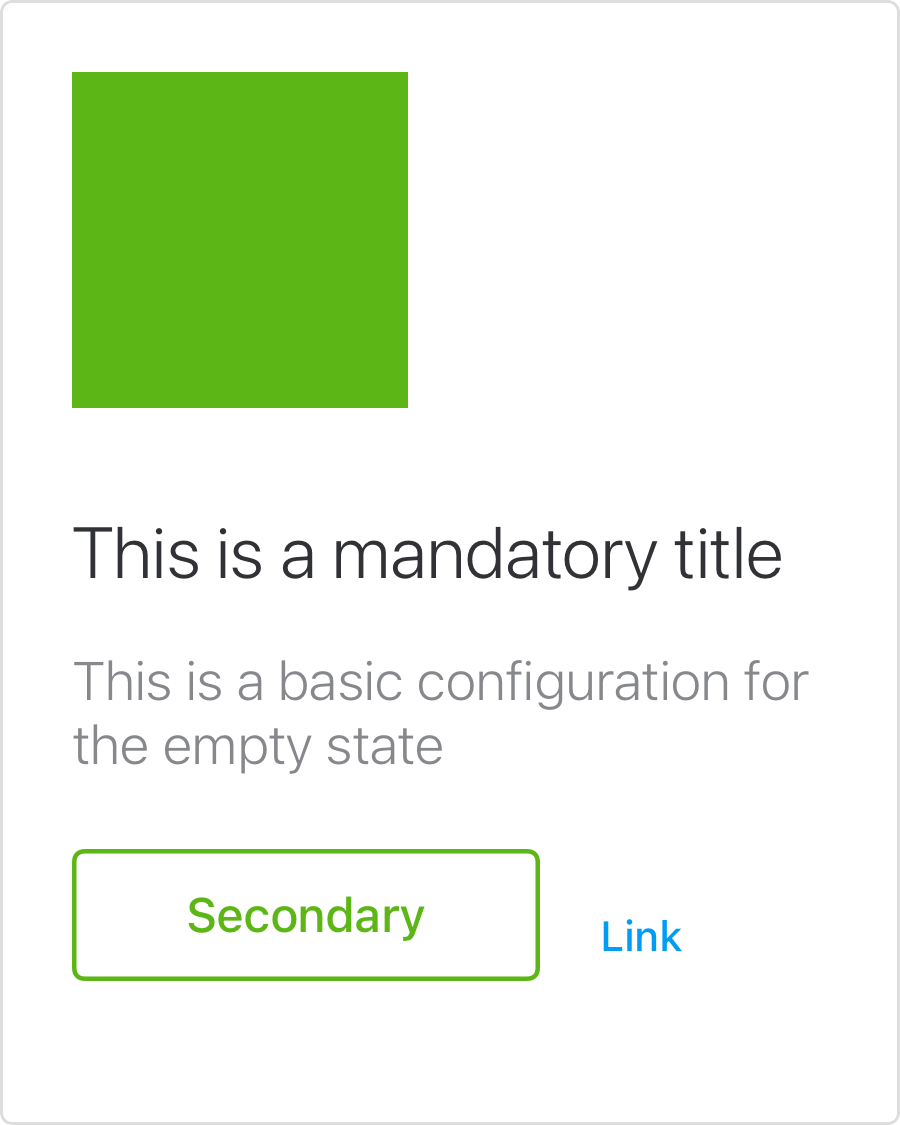 This is a mandatory title
This is a basic configuration for
the empty state
Secondary
Link